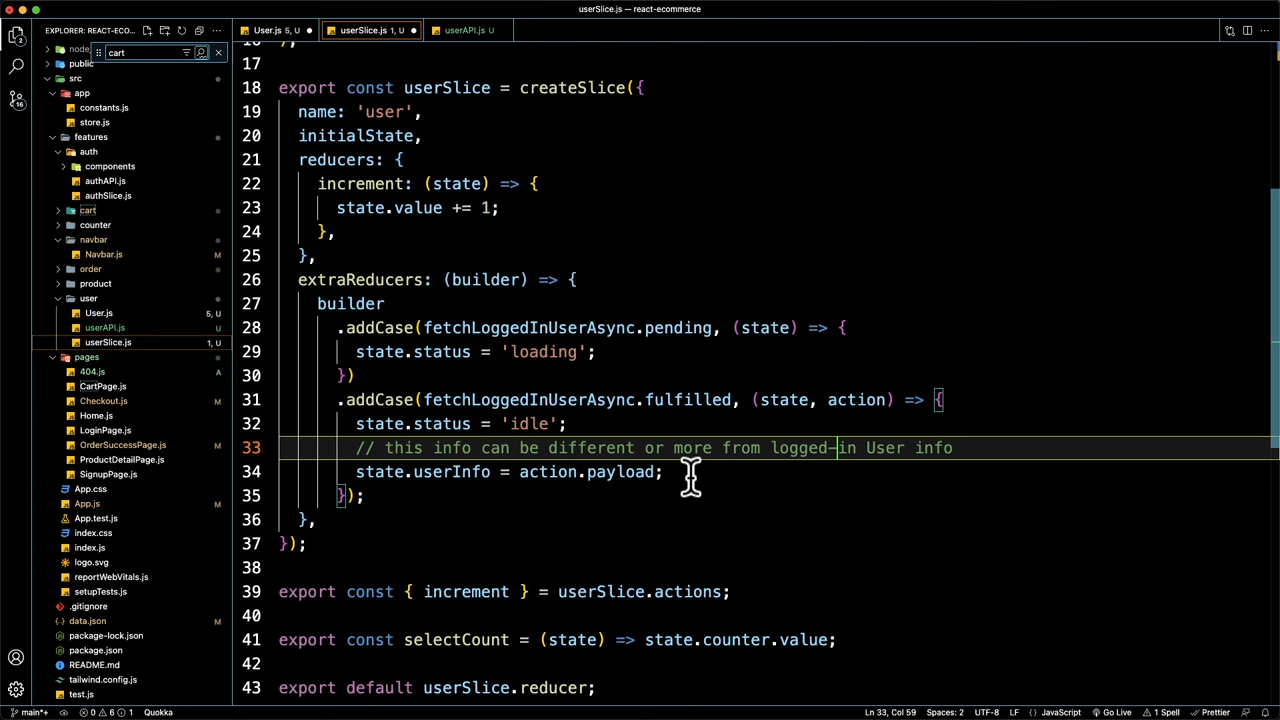 userSlice.js — react-ecommerce
EXPLORER: REACT-ECO...
User.js 5, U
userSlice.js 1, U
userAPI.js U
cart
node_
public
src
app
constants.js
store.js
features
auth
components
authAPI.js
authSlice.js
cart
counter
navbar
Navbar.js M
order
product
user
User.js 5, U
userAPI.js U
userSlice.js 1, U
pages
404.js A
CartPage.js
Checkout.js M
Home.js
LoginPage.js
OrderSuccessPage.js M
ProductDetailPage.js
SignupPage.js
App.css
App.js M
App.test.js
index.css
index.js
logo.svg
reportWebVitals.js
setupTests.js
.gitignore
data.json M
package-lock.json
package.json
README.md
tailwind.config.js
test.js
2
16
16 );
17
18 export const userSlice = createSlice({
19 name: 'user',
20 initialState,
21 reducers: {
22 increment: (state) => {
23 state.value += 1;
24 },
25 },
26 extraReducers: (builder) => {
27 builder
28 .addCase(fetchLoggedInUserAsync.pending, (state) => {
29 state.status = 'loading';
30 })
31 .addCase(fetchLoggedInUserAsync.fulfilled, (state, action) => {
32 state.status = 'idle';
33 // this info can be different or more from logged-in User info
34 state.userInfo = action.payload;
35 });
36 },
37 });
38
39 export const { increment } = userSlice.actions;
40
41 export const selectCount = (state) => state.counter.value;
42
43 export default userSlice.reducer;
main*+ 0 6 1 Quokka Ln 33, Col 59 Spaces: 2 UTF-8 LF {} JavaScript Go Live 1 Spell Prettier